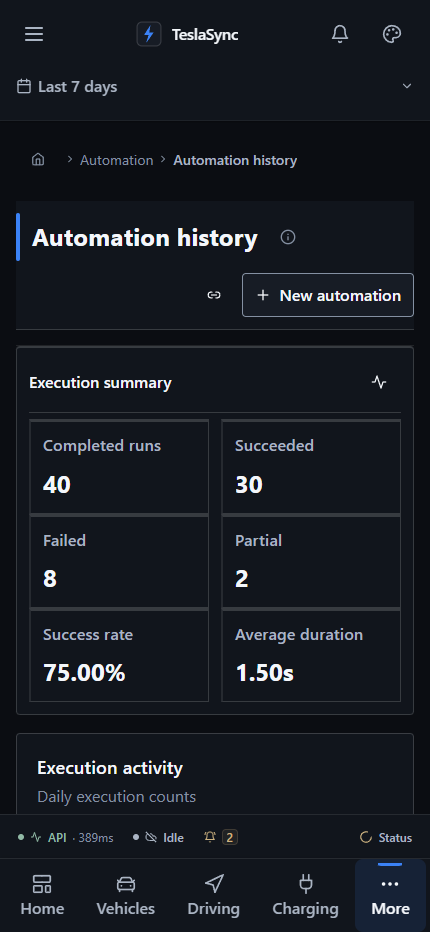 TeslaSync
Last 7 days
Automation
Automation history
Automation history
New automation
Execution summary
Completed runs
40
Succeeded
30
Failed
8
Partial
2
Success rate
75.00%
Average duration
1.50s
Execution activity
Daily execution counts
API · 389ms
Idle
2
Status
Home
Vehicles
Driving
Charging
More